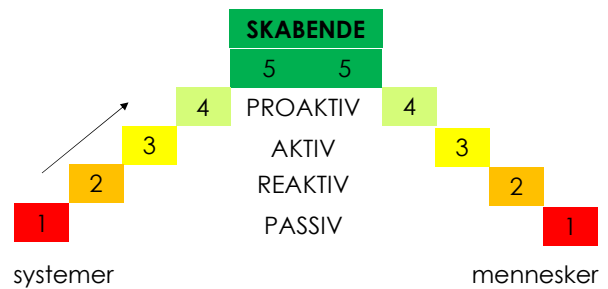 SKABENDE
5 5
4 PROAKTIV 4
3 AKTIV 3
2 REAKTIV 2
1 PASSIV 1
systemer mennesker